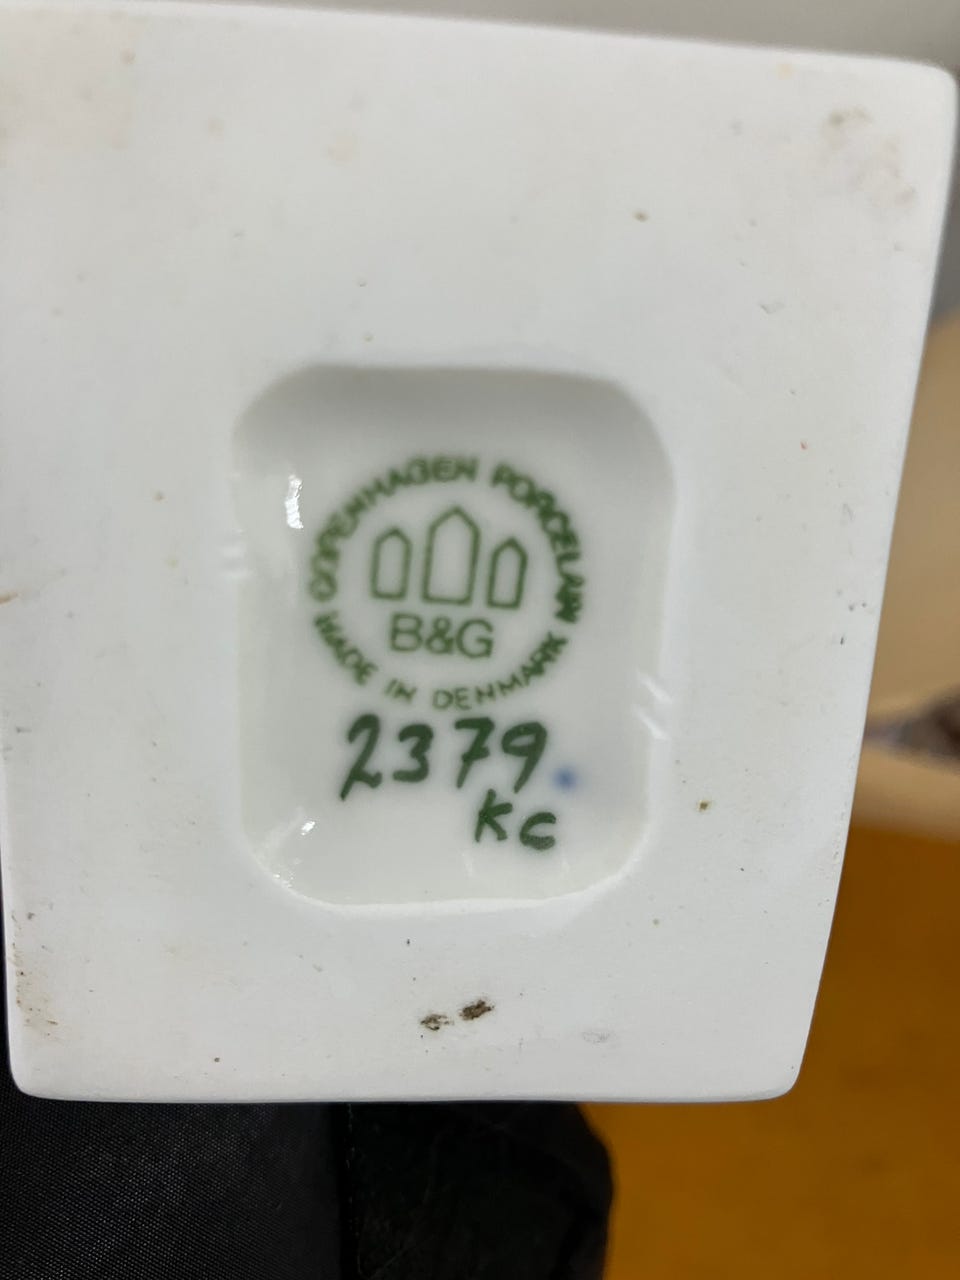 COPENHAGEN PORCELAIN
B&G
MADE IN DENMARK
2379
KC